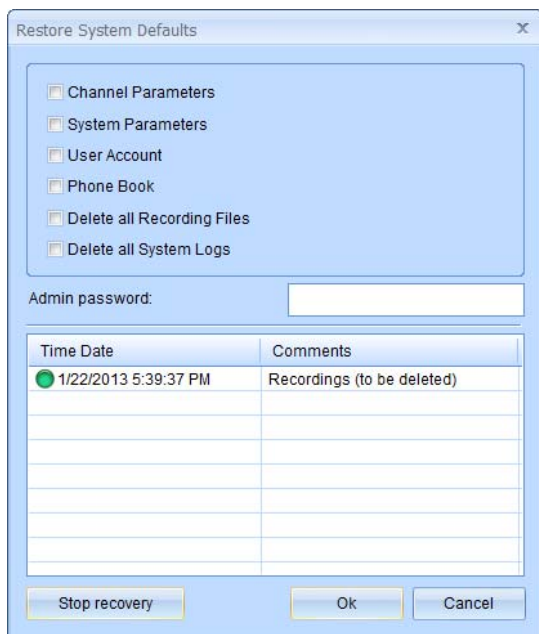 Restore System Defaults
Channel Parameters
System Parameters
User Account
Phone Book
Delete all Recording Files
Delete all System Logs
Admin password:
Time Date Comments
1/22/2013 5:39:37 PM Recordings (to be deleted)
Stop recovery Ok Cancel